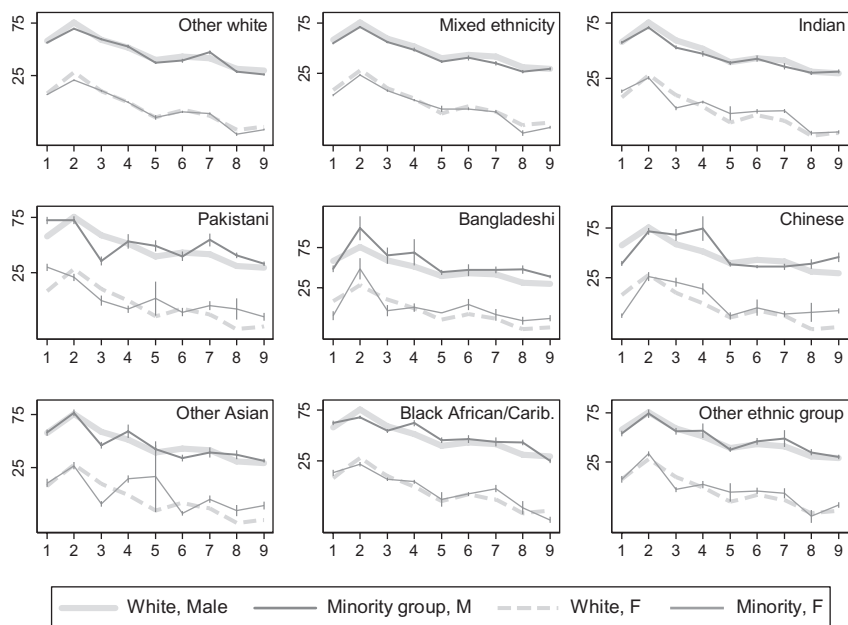 Other white
Mixed ethnicity
Indian
75
25
1 2 3 4 5 6 7 8 9
75
25
1 2 3 4 5 6 7 8 9
75
25
1 2 3 4 5 6 7 8 9
Pakistani
Bangladeshi
Chinese
75
25
1 2 3 4 5 6 7 8 9
75
25
1 2 3 4 5 6 7 8 9
75
25
1 2 3 4 5 6 7 8 9
Other Asian
Black African/Carib.
Other ethnic group
75
25
1 2 3 4 5 6 7 8 9
75
25
1 2 3 4 5 6 7 8 9
75
25
1 2 3 4 5 6 7 8 9
White, Male
Minority group, M
White, F
Minority, F